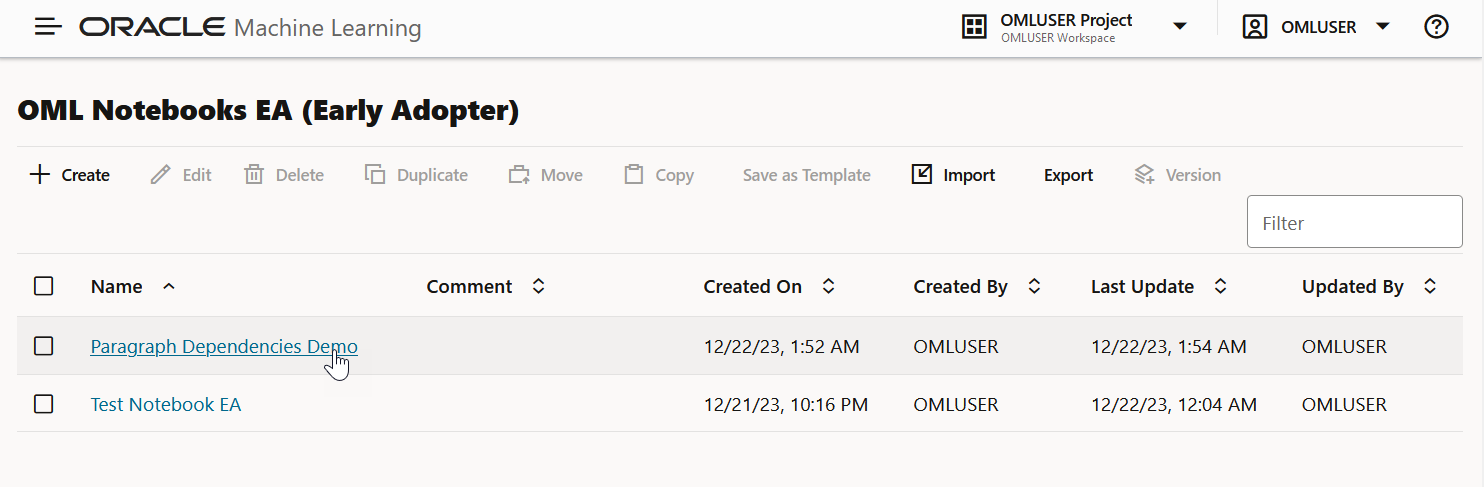 ORACLE Machine Learning
OMLUSER Project
OMLUSER Workspace
OMLUSER
OML Notebooks EA (Early Adopter)
Create Edit Delete Duplicate Move Copy Save as Template Import Export Version
Filter
Name Comment Created On Created By Last Update Updated By
Paragraph Dependencies Demo 12/22/23, 1:52 AM OMLUSER 12/22/23, 1:54 AM OMLUSER
Test Notebook EA 12/21/23, 10:16 PM OMLUSER 12/22/23, 12:04 AM OMLUSER